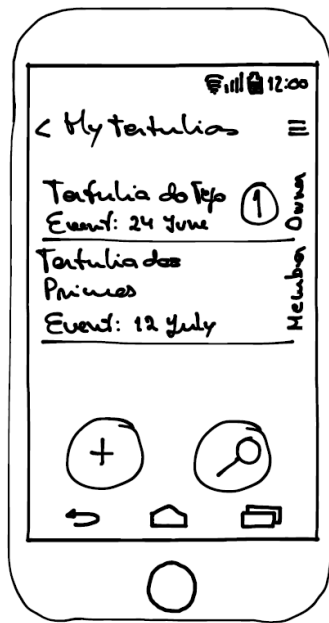 12:00
< My Tertulias
Tertulia do Tejo
Event: 24 June
1
Owner
Tertulia dos
Primos
Event: 12 July
Member
+